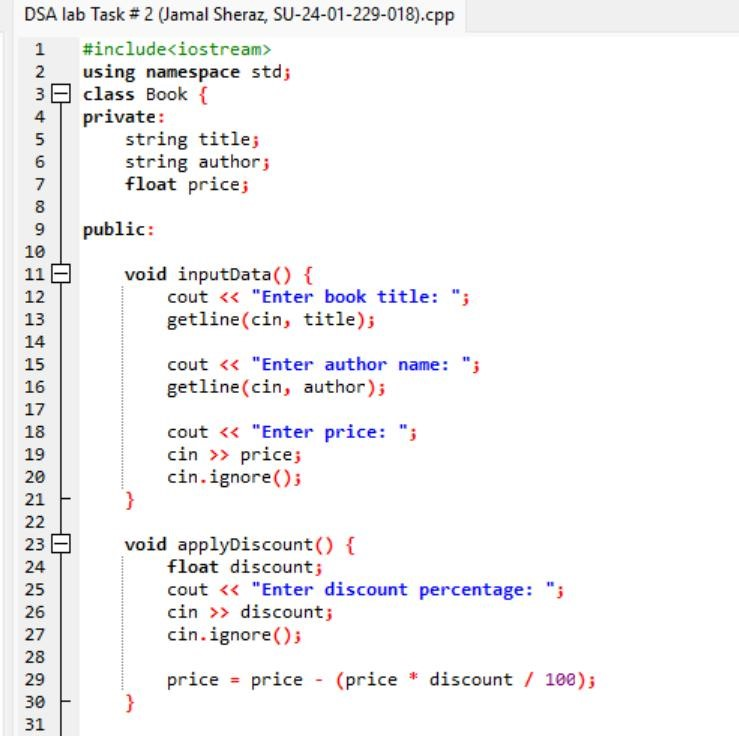 DSA lab Task # 2 (Jamal Sheraz, SU-24-01-229-018).cpp
1 #include<iostream>
2 using namespace std;
3 class Book {
4 private:
5 string title;
6 string author;
7 float price;
8
9 public:
10
11 void inputData() {
12 cout << "Enter book title: ";
13 getline(cin, title);
14
15 cout << "Enter author name: ";
16 getline(cin, author);
17
18 cout << "Enter price: ";
19 cin >> price;
20 cin.ignore();
21 }
22
23 void applyDiscount() {
24 float discount;
25 cout << "Enter discount percentage: ";
26 cin >> discount;
27 cin.ignore();
28
29 price = price - (price * discount / 100);
30 }
31